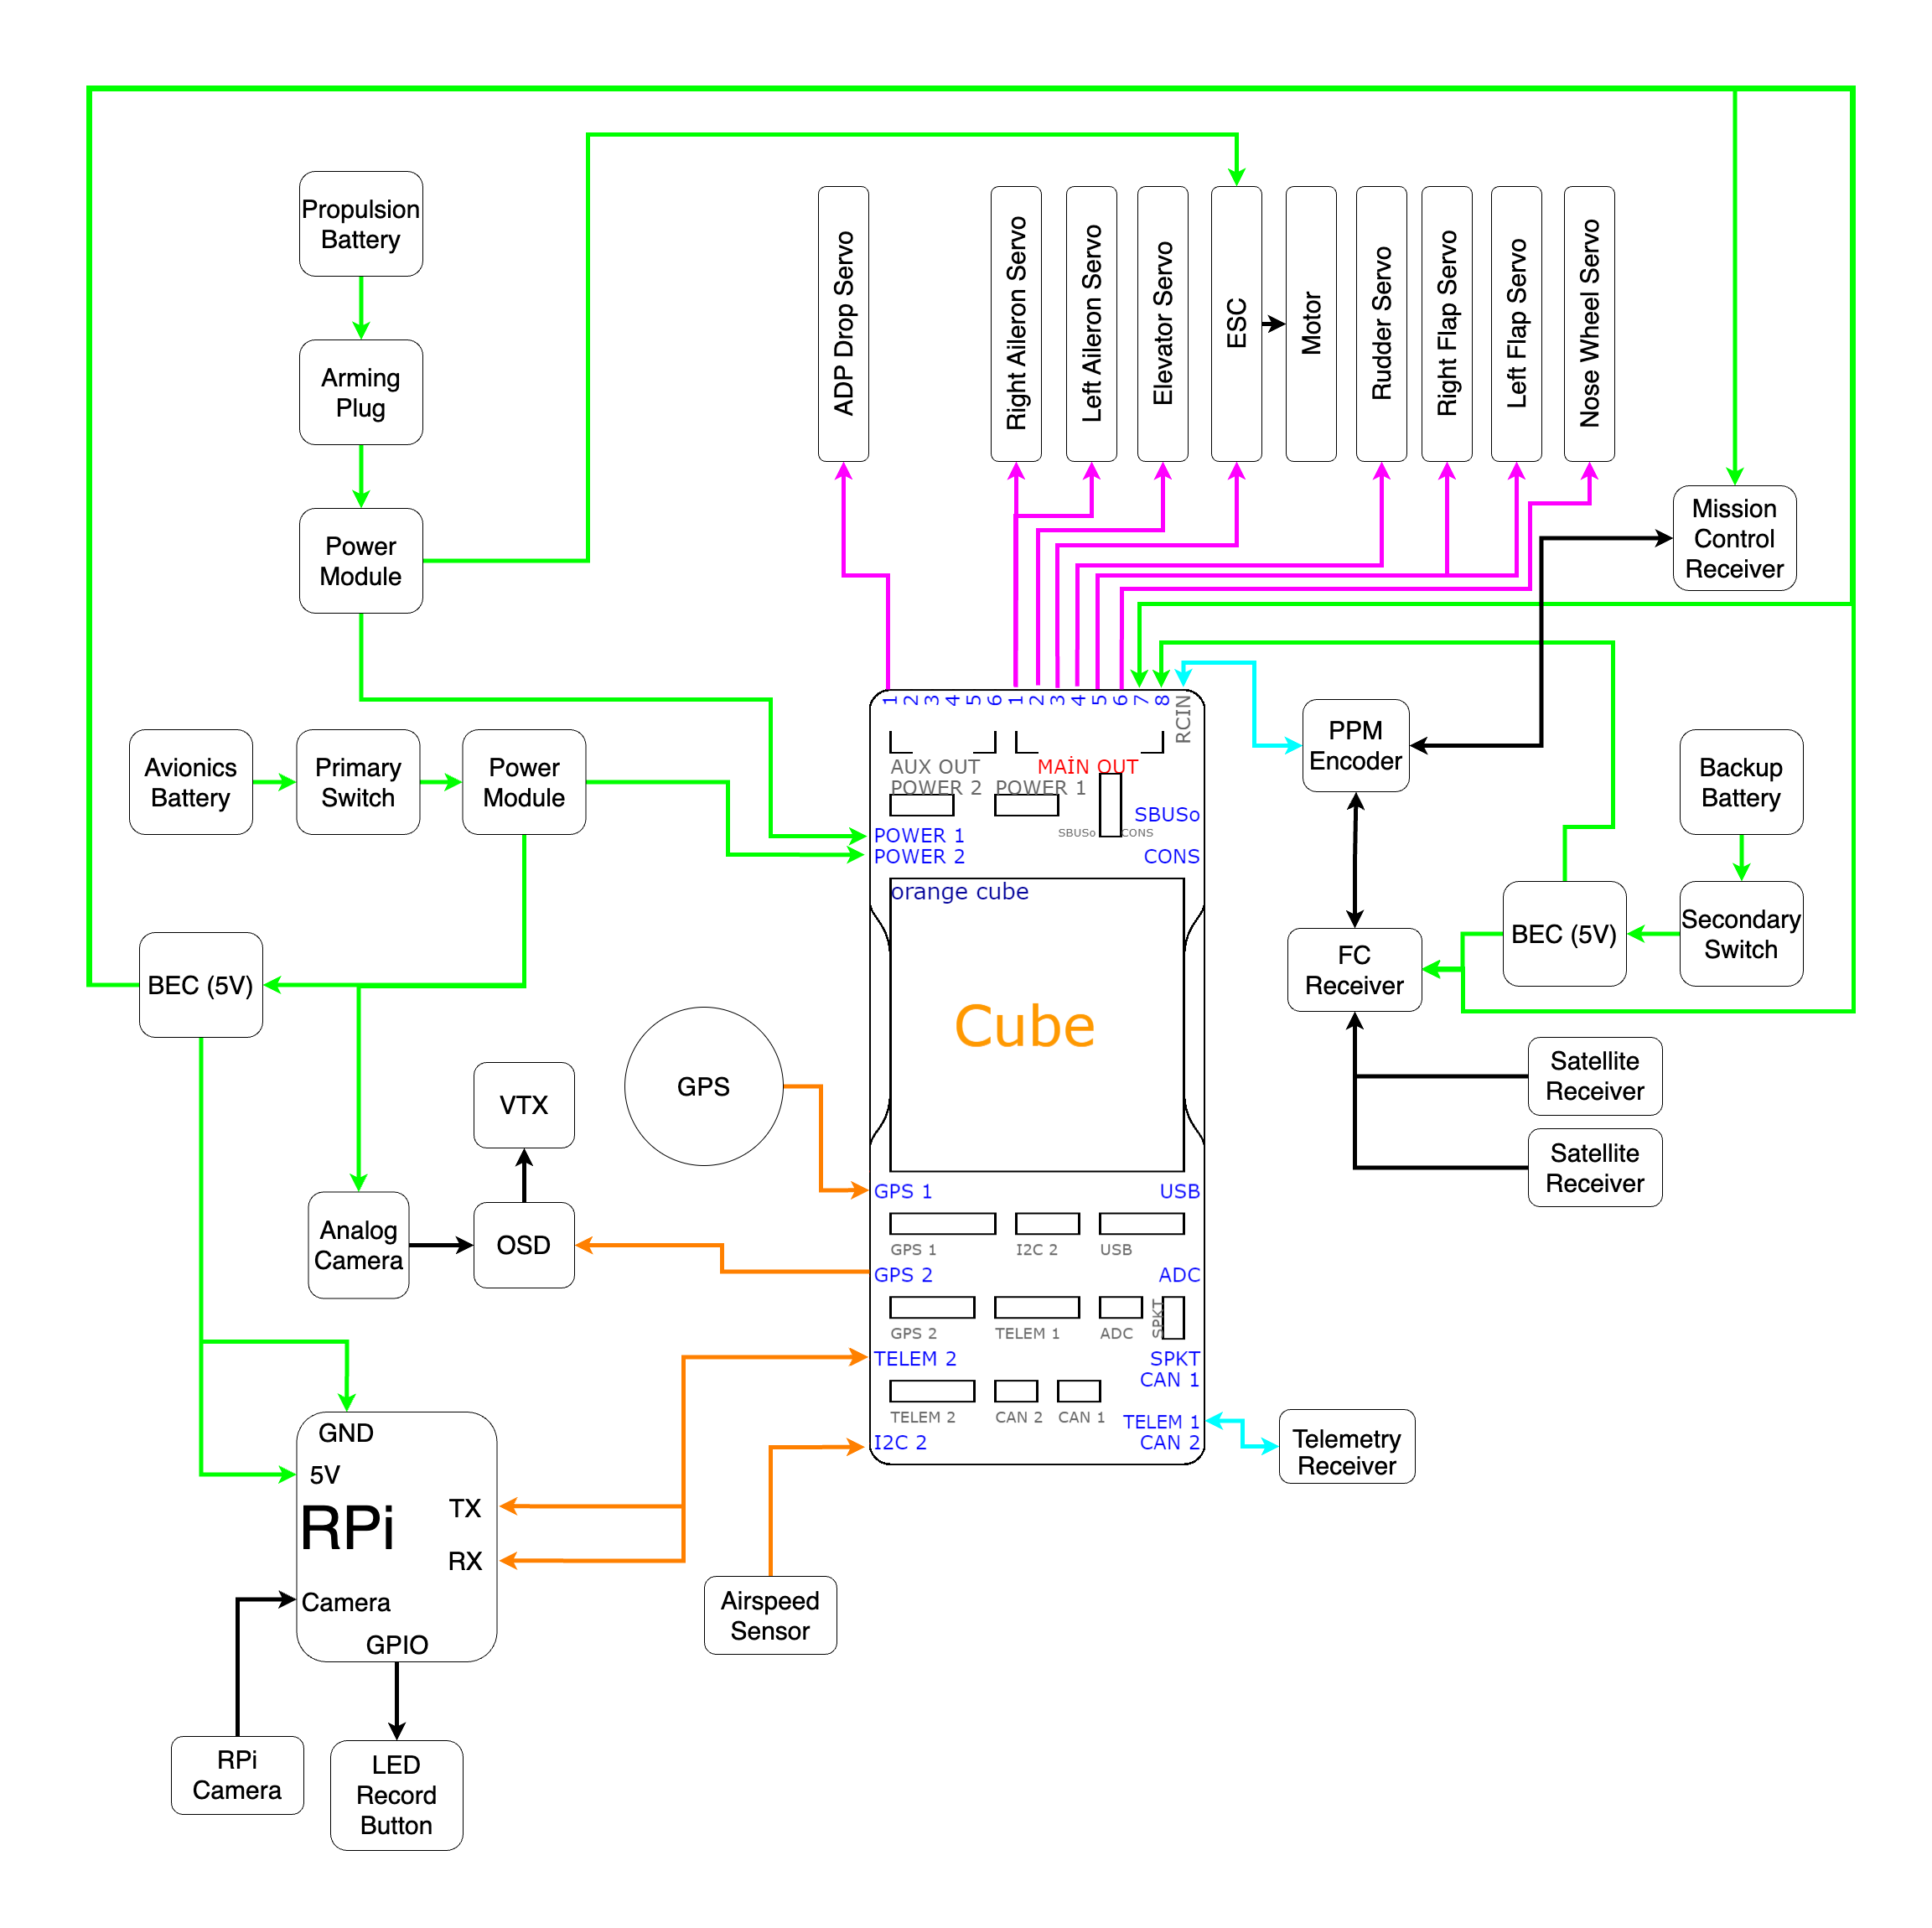 Propulsion
Battery
Arming
Plug
Power
Module
ADP Drop Servo
Right Aileron Servo
Left Aileron Servo
Elevator Servo
ESC
Motor
Rudder Servo
Right Flap Servo
Left Flap Servo
Nose Wheel Servo
Mission
Control
Receiver
Avionics
Battery
Primary
Switch
Power
Module
1
2
3
4
5
6
1
2
3
4
5
6
7
8
RCIN
AUX OUT
MAİN OUT
POWER 2
POWER 1
SBUSo
SBUSo
CONS
POWER 1
POWER 2
CONS
orange cube
Cube
PPM
Encoder
Backup
Battery
FC
Receiver
BEC (5V)
Secondary
Switch
BEC (5V)
Satellite
Receiver
Satellite
Receiver
VTX
GPS
Analog
Camera
OSD
GPS 1
USB
GPS 1
I2C 2
USB
GPS 2
ADC
GPS 2
TELEM 1
ADC
SPKT
TELEM 2
SPKT
CAN 1
TELEM 2
CAN 2
CAN 1
TELEM 1
I2C 2
CAN 2
Telemetry
Receiver
GND
5V
RPi
TX
RX
Camera
GPIO
Airspeed
Sensor
RPi
Camera
LED
Record
Button